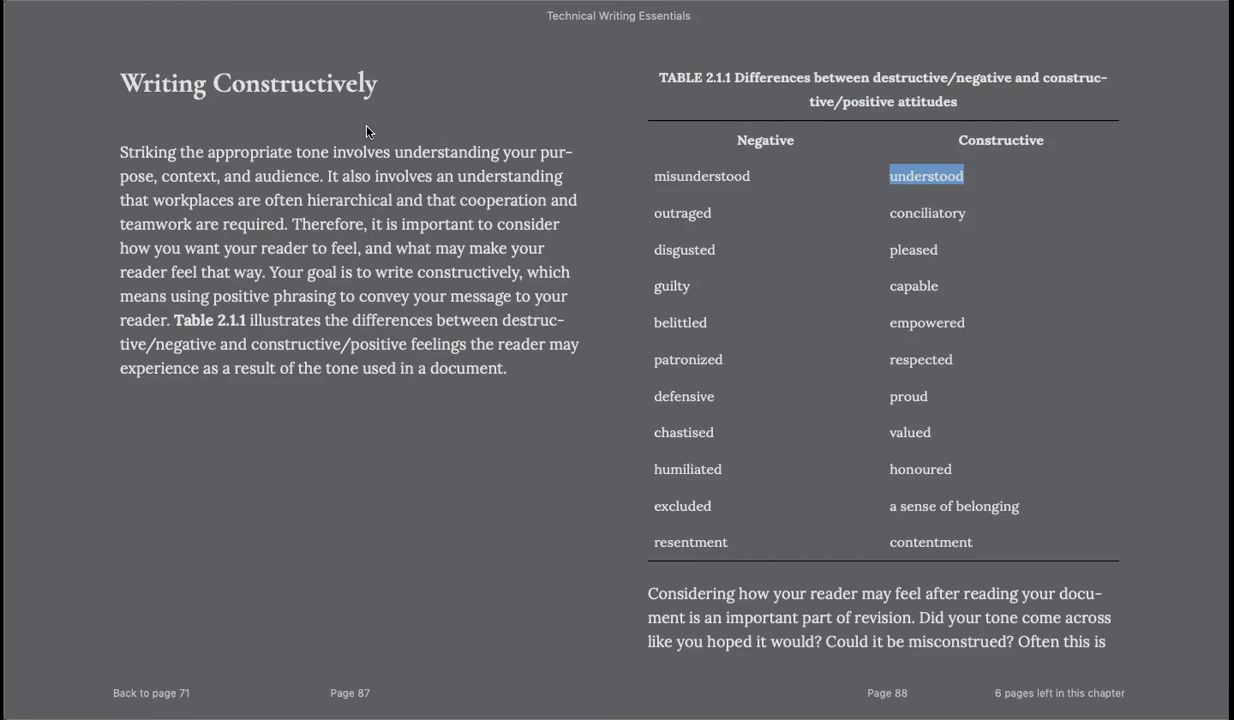 Technical Writing Essentials
Writing Constructively
Striking the appropriate tone involves understanding your pur-
pose, context, and audience. It also involves an understanding
that workplaces are often hierarchical and that cooperation and
teamwork are required. Therefore, it is important to consider
how you want your reader to feel, and what may make your
reader feel that way. Your goal is to write constructively, which
means using positive phrasing to convey your message to your
reader. Table 2.1.1 illustrates the differences between destruc-
tive/negative and constructive/positive feelings the reader may
experience as a result of the tone used in a document.
TABLE 2.1.1 Differences between destructive/negative and construc-
tive/positive attitudes
Negative Constructive
misunderstood understood
outraged conciliatory
disgusted pleased
guilty capable
belittled empowered
patronized respected
defensive proud
chastised valued
humiliated honoured
excluded a sense of belonging
resentment contentment
Considering how your reader may feel after reading your docu-
ment is an important part of revision. Did your tone come across
like you hoped it would? Could it be misconstrued? Often this is
Back to page 71 Page 87 Page 88 6 pages left in this chapter